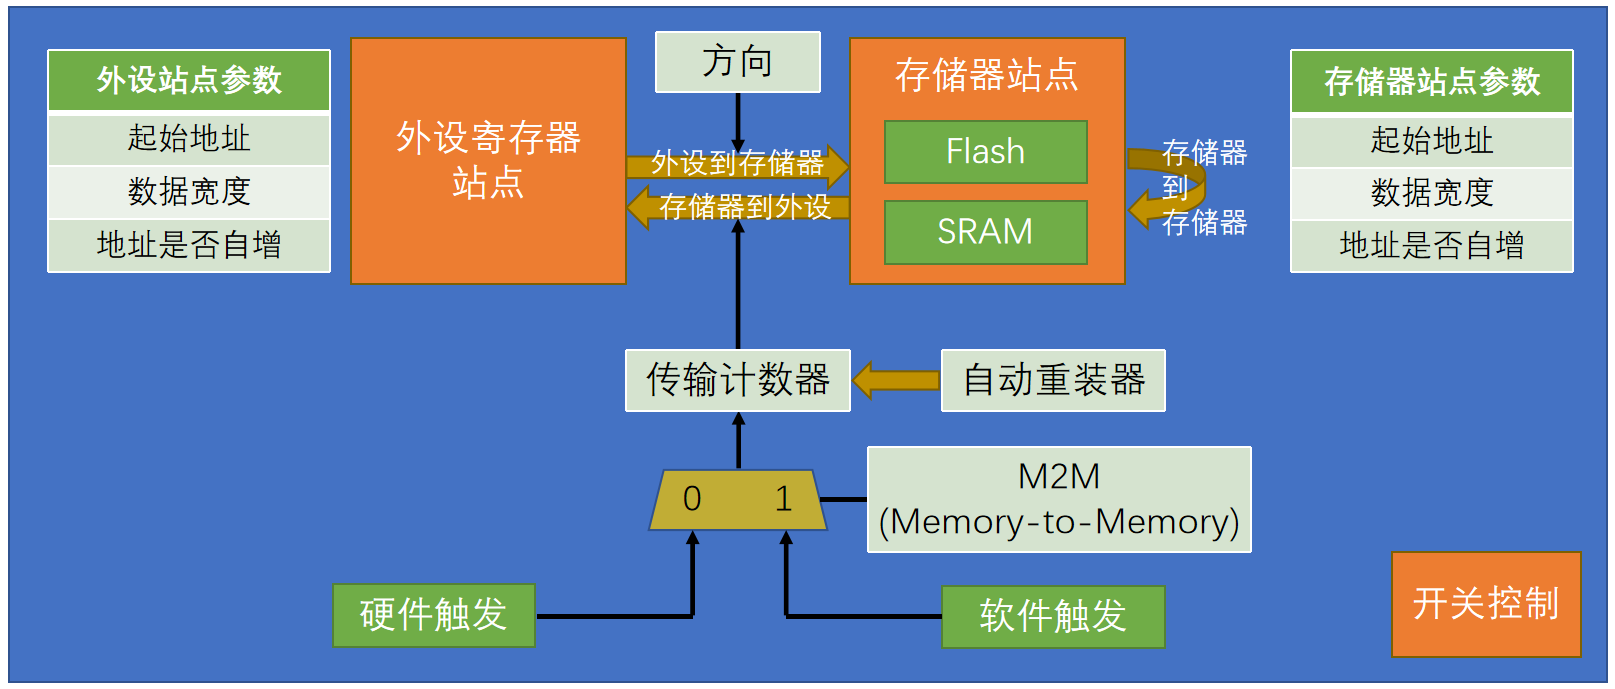 外设站点参数
起始地址
数据宽度
地址是否自增
外设寄存器
站点
方向
外设到存储器
存储器到外设
存储器站点
Flash
SRAM
存储器
到
存储器
存储器站点参数
起始地址
数据宽度
地址是否自增
传输计数器
自动重装器
0
1
M2M
(Memory-to-Memory)
硬件触发
软件触发
开关控制